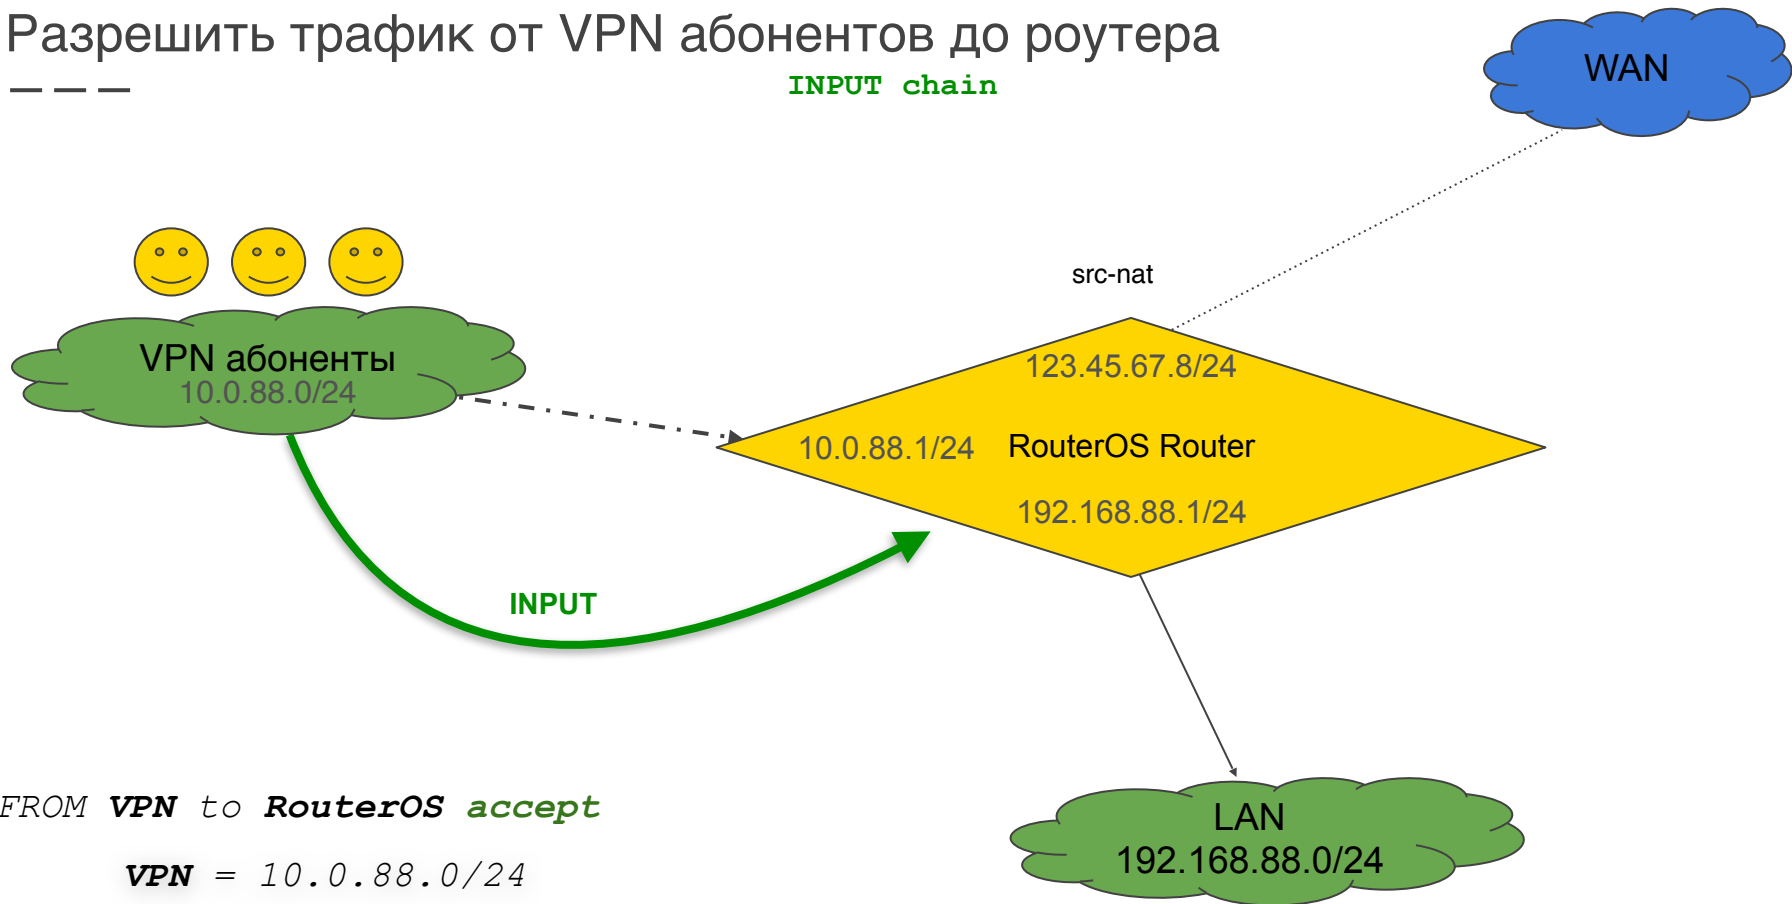 Разрешить трафик от VPN абонентов до роутера
INPUT chain
WAN
src-nat
VPN абоненты
10.0.88.0/24
123.45.67.8/24
10.0.88.1/24 RouterOS Router
192.168.88.1/24
INPUT
FROM VPN to RouterOS accept
VPN = 10.0.88.0/24
LAN
192.168.88.0/24